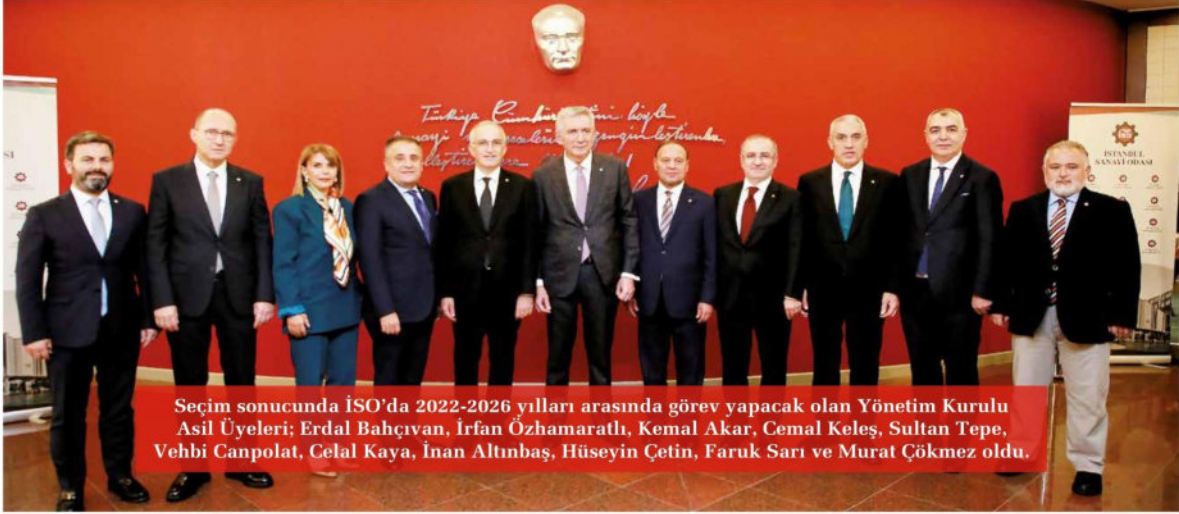 Türkiye
böyle
İSTANBUL
SANAYİ ODASI
Seçim sonucunda İSO’da 2022-2026 yılları arasında görev yapacak olan Yönetim Kurulu
Asil Üyeleri; Erdal Bahçıvan, İrfan Özhamaratlı, Kemal Akar, Cemal Keleş, Sultan Tepe,
Vehbi Canpolat, Celal Kaya, İnan Altınbaş, Hüseyin Çetin, Faruk Sarı ve Murat Çökmez oldu.